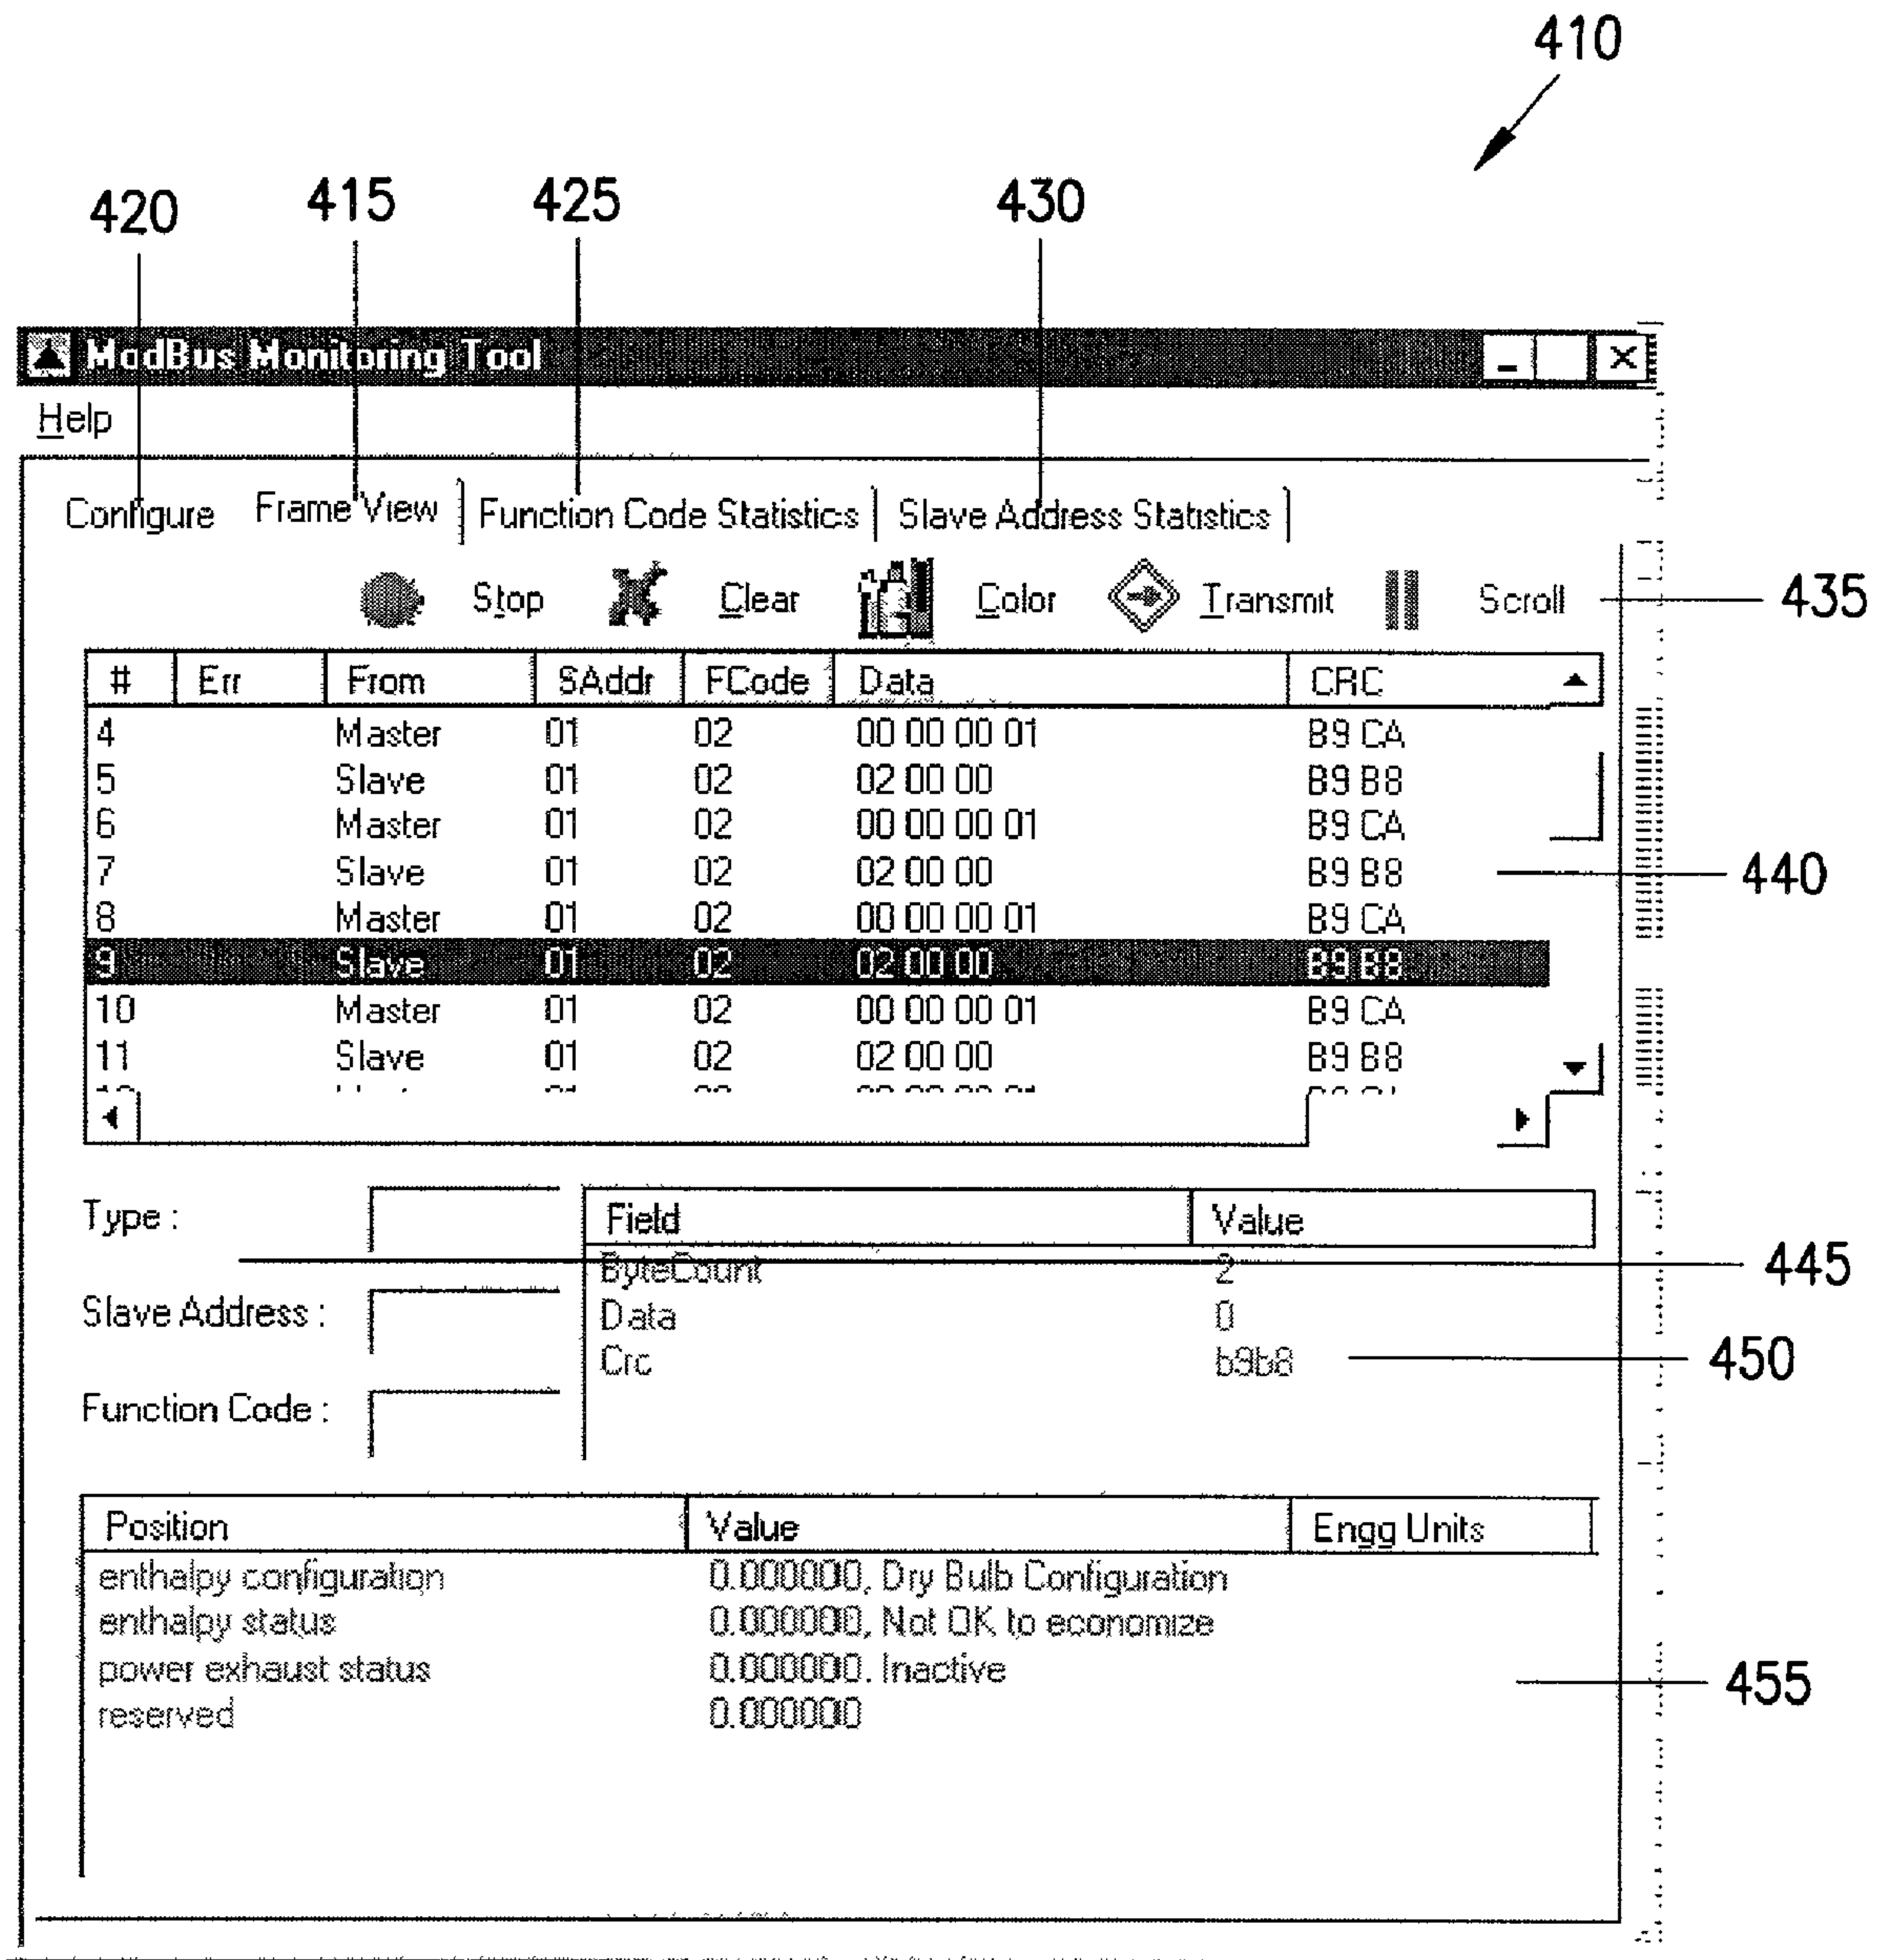 410
420 415 425 430
ModBus Monitoring Tool
Help
Configure Frame View Function Code Statistics Slave Address Statistics
Stop Clear Color Transmit Scroll 435
# Err From SAddr FCode Data CRC
4 Master 01 02 00 00 00 01 B9 CA
5 Slave 01 02 02 00 00 B9 B8
6 Master 01 02 00 00 00 01 B9 CA
7 Slave 01 02 02 00 00 B9 B8 440
8 Master 01 02 00 00 00 01 B9 CA
9 Slave 01 02 02 00 00 B9 B8
10 Master 01 02 00 00 00 01 B9 CA
11 Slave 01 02 02 00 00 B9 B8
Type : Field Value
ByteCount 2 445
Slave Address : Data 0
Crc b9b8 450
Function Code :
Position Value Engg Units
enthalpy configuration 0.000000, Dry Bulb Configuration
enthalpy status 0.000000, Not OK to economize
power exhaust status 0.000000. Inactive 455
reserved 0.000000